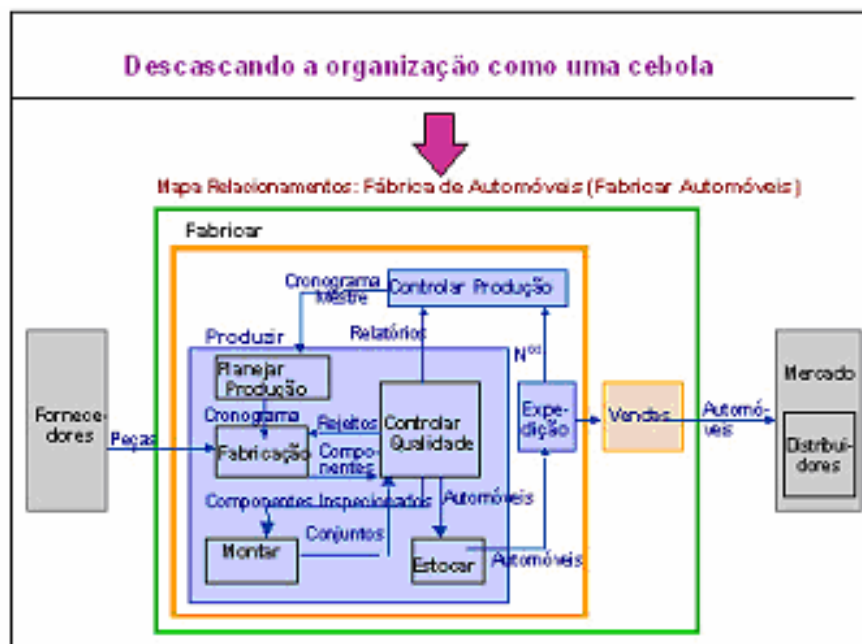 Descascando a organização como uma cebola
Mapa Relacionamentos: Fábrica de Automóveis (Fabricar Automóveis)
Fabricar
Cronograma
Mestre
Controlar Produção
Produzir
Relatórios
Nos
Planejar
Produção
Fornece-
dores
Peças
Cronograma
Fabricação
Rejeitos
Compo-
nentes
Controlar
Qualidade
Expe-
dição
Vendas
Automó-
veis
Mercado
Distribui-
dores
Componentes Inspecionados
Automóveis
Montar
Conjuntos
Estocar
Automóveis